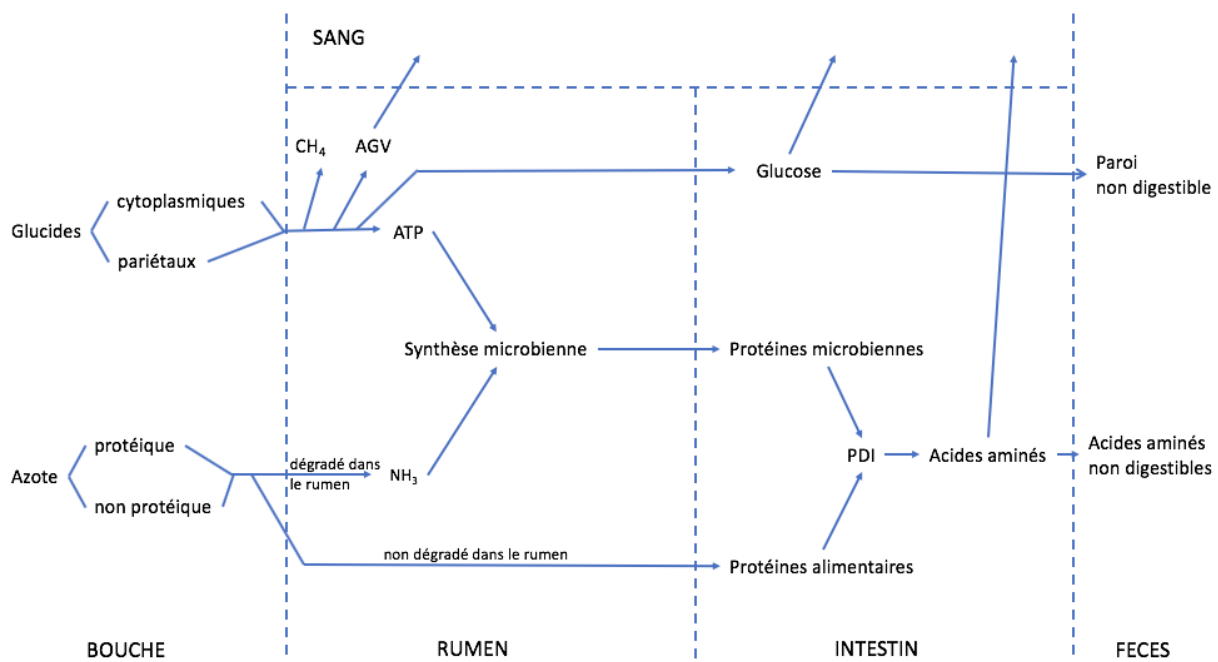 SANG
CH₄
AGV
Glucose
Paroi
non digestible
cytoplasmiques
Glucides
ATP
pariétaux
Synthèse microbienne
Protéines microbiennes
protéique
Azote
non protéique
dégradé dans
le rumen
NH₃
PDI
Acides aminés
Acides aminés
non digestibles
non dégradé dans le rumen
Protéines alimentaires
BOUCHE
RUMEN
INTESTIN
FECES